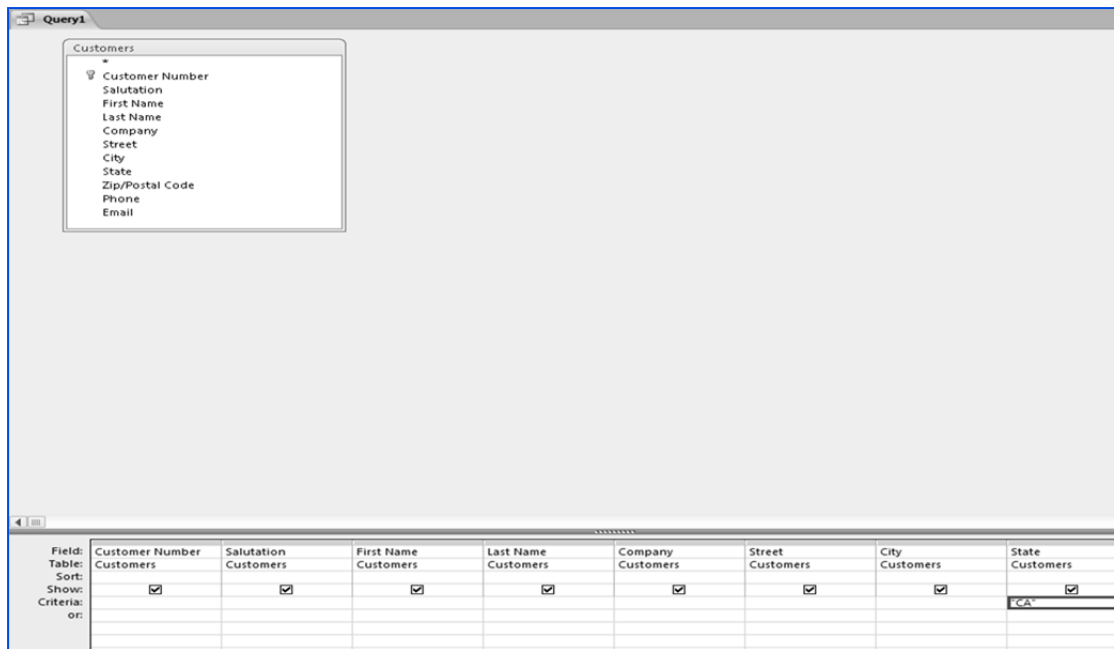 Query1
Customers
*
Customer Number
Salutation
First Name
Last Name
Company
Street
City
State
Zip/Postal Code
Phone
Email
Field: Customer Number Salutation First Name Last Name Company Street City State
Table: Customers Customers Customers Customers Customers Customers Customers Customers
Sort:
Show:
Criteria: "CA"
or: